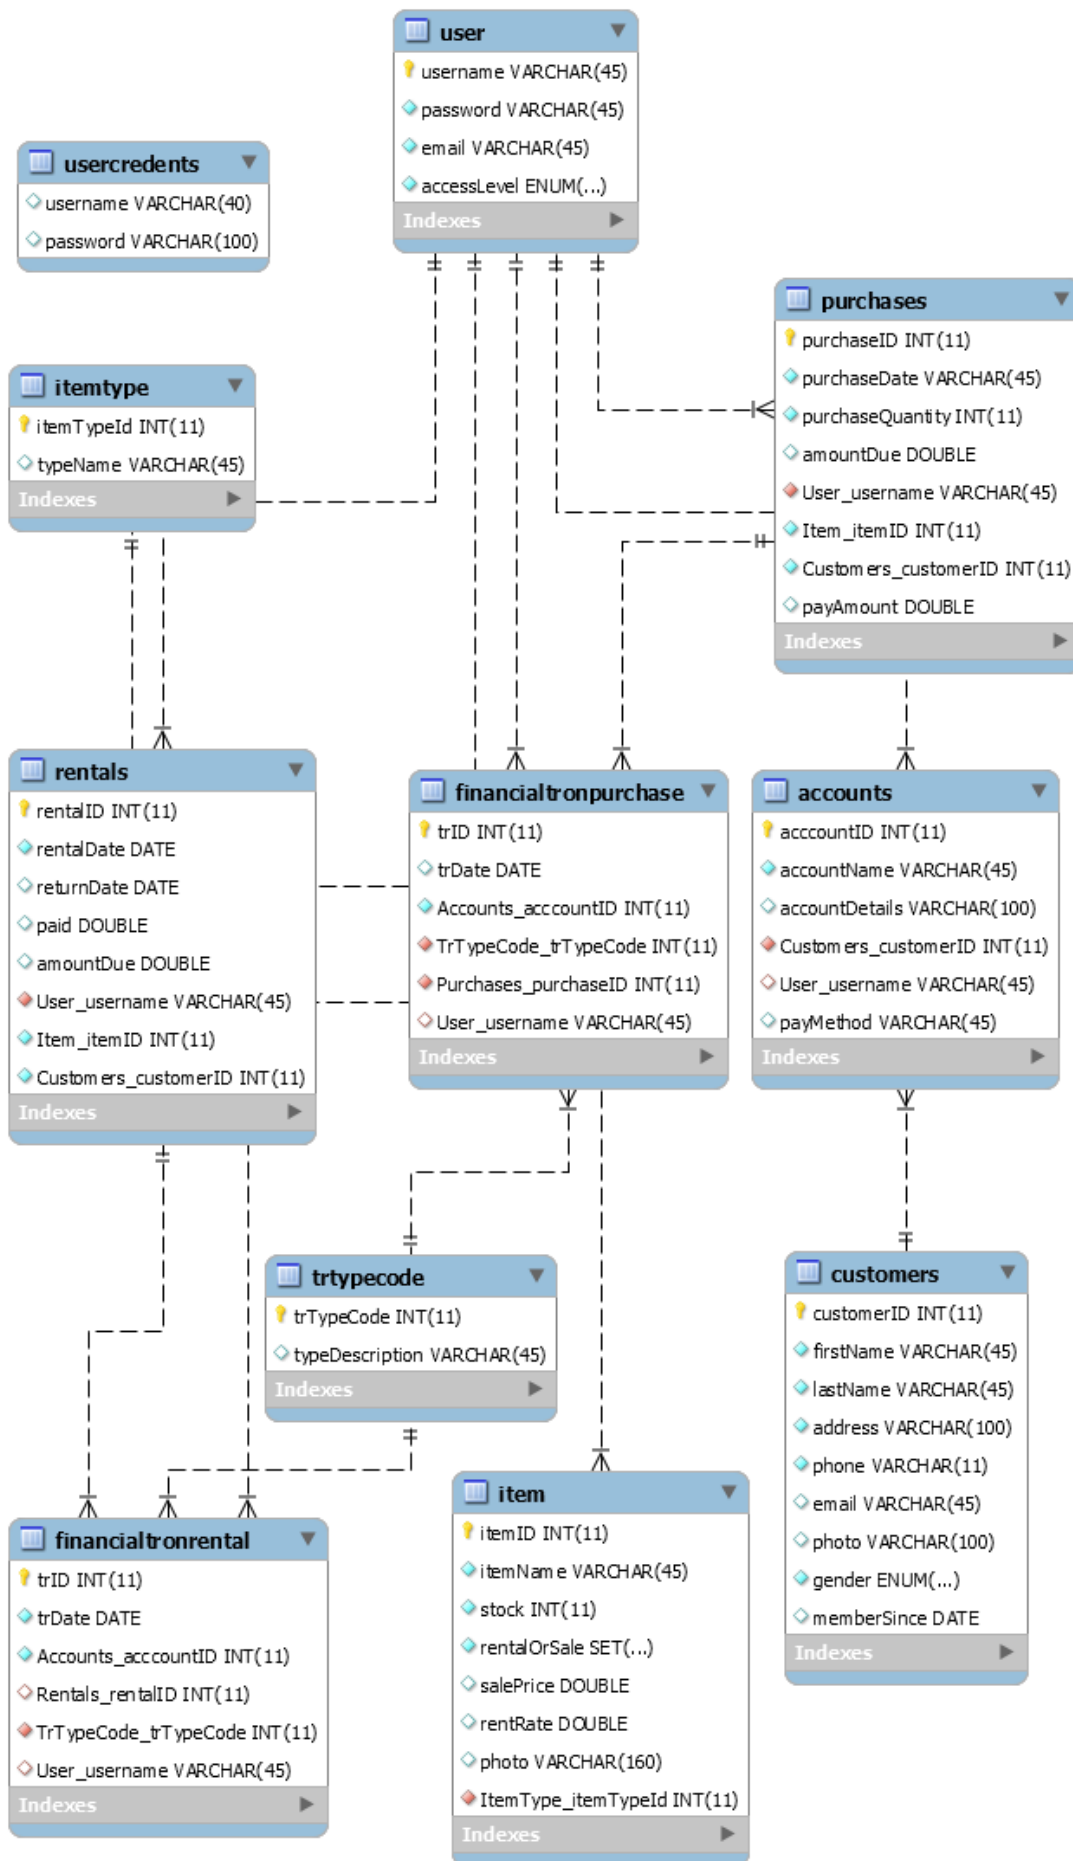 user
username VARCHAR(45)
password VARCHAR(45)
email VARCHAR(45)
accessLevel ENUM(...)
Indexes
usercredents
username VARCHAR(40)
password VARCHAR(100)
purchases
purchaseID INT(11)
purchaseDate VARCHAR(45)
purchaseQuantity INT(11)
amountDue DOUBLE
User_username VARCHAR(45)
Item_itemID INT(11)
Customers_customerID INT(11)
payAmount DOUBLE
Indexes
itemtype
itemTypeId INT(11)
typeName VARCHAR(45)
Indexes
rentals
rentalID INT(11)
rentalDate DATE
returnDate DATE
paid DOUBLE
amountDue DOUBLE
User_username VARCHAR(45)
Item_itemID INT(11)
Customers_customerID INT(11)
Indexes
financialtronpurchase
trID INT(11)
trDate DATE
Accounts_acccountID INT(11)
TrTypeCode_trTypeCode INT(11)
Purchases_purchaseID INT(11)
User_username VARCHAR(45)
Indexes
accounts
acccountID INT(11)
accountName VARCHAR(45)
accountDetails VARCHAR(100)
Customers_customerID INT(11)
User_username VARCHAR(45)
payMethod VARCHAR(45)
Indexes
trtypecode
trTypeCode INT(11)
typeDescription VARCHAR(45)
Indexes
customers
customerID INT(11)
firstName VARCHAR(45)
lastName VARCHAR(45)
address VARCHAR(100)
phone VARCHAR(11)
email VARCHAR(45)
photo VARCHAR(100)
gender ENUM(...)
memberSince DATE
Indexes
financialtronrental
trID INT(11)
trDate DATE
Accounts_acccountID INT(11)
Rentals_rentalID INT(11)
TrTypeCode_trTypeCode INT(11)
User_username VARCHAR(45)
Indexes
item
itemID INT(11)
itemName VARCHAR(45)
stock INT(11)
rentalOrSale SET(...)
salePrice DOUBLE
rentRate DOUBLE
photo VARCHAR(160)
ItemType_itemTypeId INT(11)
Indexes